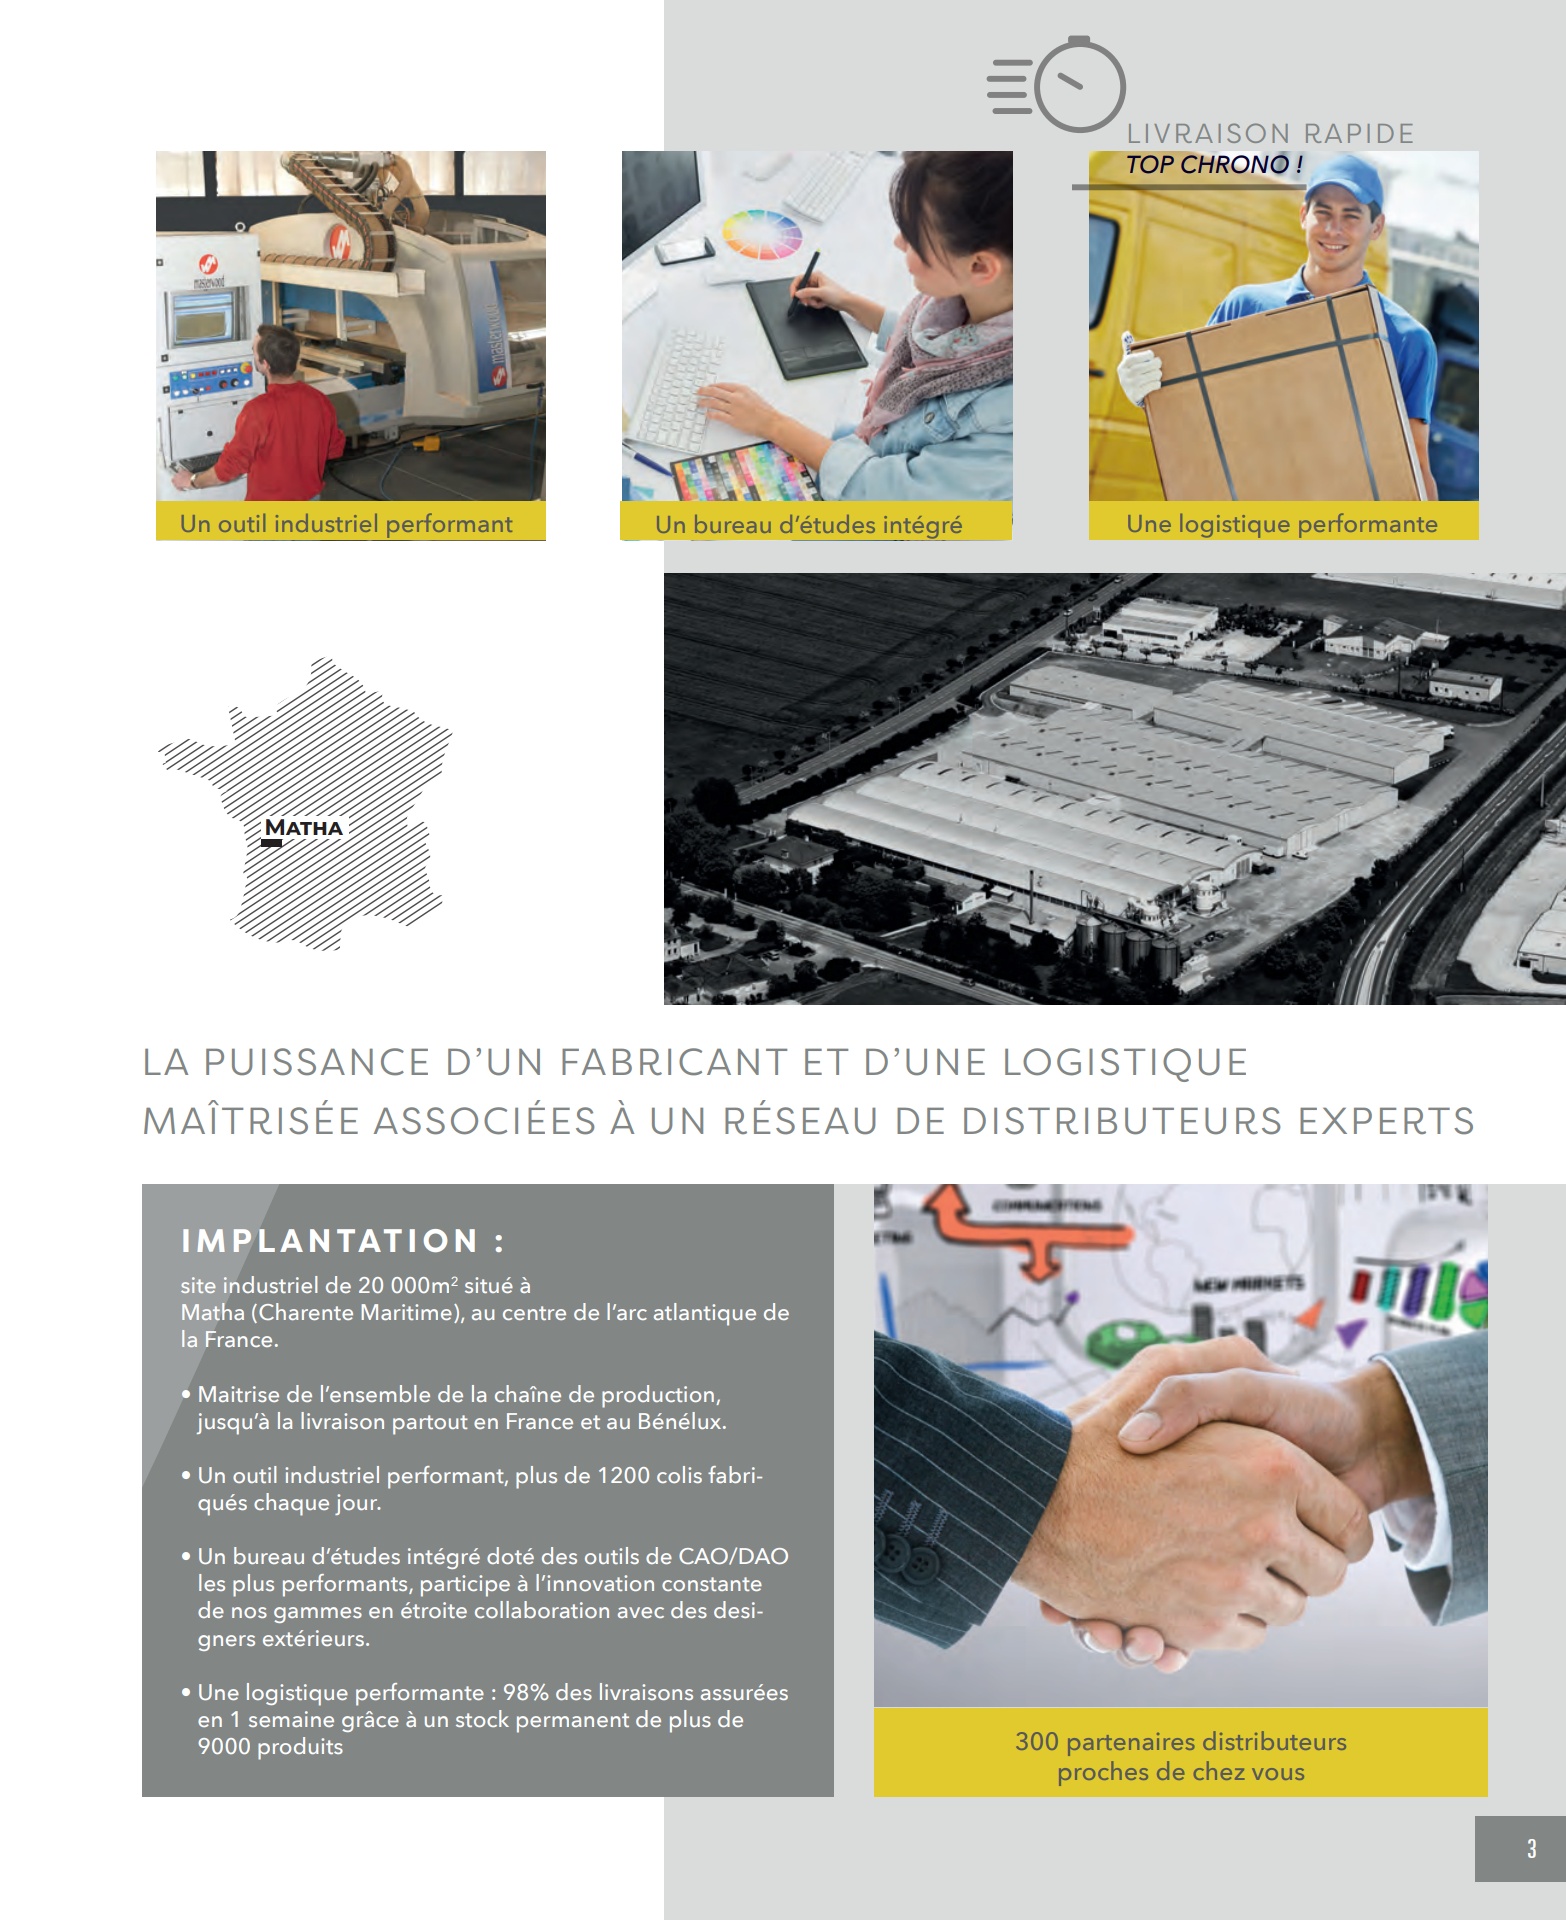 LIVRAISON RAPIDE
TOP CHRONO !
masterwood
masterwood
Un outil industriel performant
Un bureau d'études intégré
Une logistique performante
MATHA
LA PUISSANCE D'UN FABRICANT ET D'UNE LOGISTIQUE
MAÎTRISÉE ASSOCIÉES À UN RÉSEAU DE DISTRIBUTEURS EXPERTS
IMPLANTATION :
site industriel de 20 000m² situé à
Matha (Charente Maritime), au centre de l'arc atlantique de
la France.
• Maitrise de l'ensemble de la chaîne de production,
jusqu'à la livraison partout en France et au Bénélux.
• Un outil industriel performant, plus de 1200 colis fabri-
qués chaque jour.
• Un bureau d'études intégré doté des outils de CAO/DAO
les plus performants, participe à l'innovation constante
de nos gammes en étroite collaboration avec des desi-
gners extérieurs.
• Une logistique performante : 98% des livraisons assurées
en 1 semaine grâce à un stock permanent de plus de
9000 produits
NEW MARKETS
300 partenaires distributeurs
proches de chez vous
3